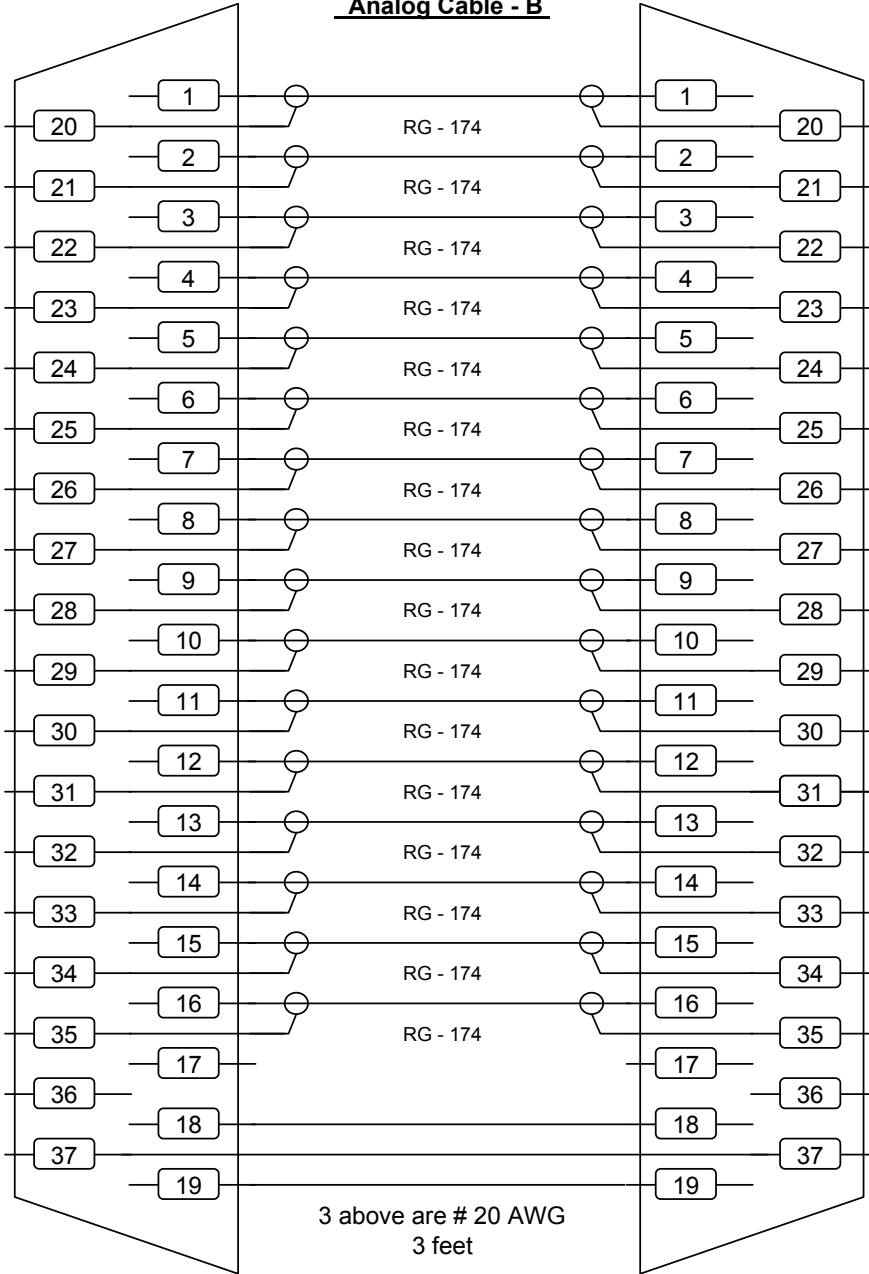 Analog Cable - B
1 1
20 RG - 174 20
2 2
21 RG - 174 21
3 3
22 RG - 174 22
4 4
23 RG - 174 23
5 5
24 RG - 174 24
6 6
25 RG - 174 25
7 7
26 RG - 174 26
8 8
27 RG - 174 27
9 9
28 RG - 174 28
10 10
29 RG - 174 29
11 11
30 RG - 174 30
12 12
31 RG - 174 31
13 13
32 RG - 174 32
14 14
33 RG - 174 33
15 15
34 RG - 174 34
16 16
35 RG - 174 35
17 17
36 36
18 18
37 37
19 19
3 above are # 20 AWG
3 feet